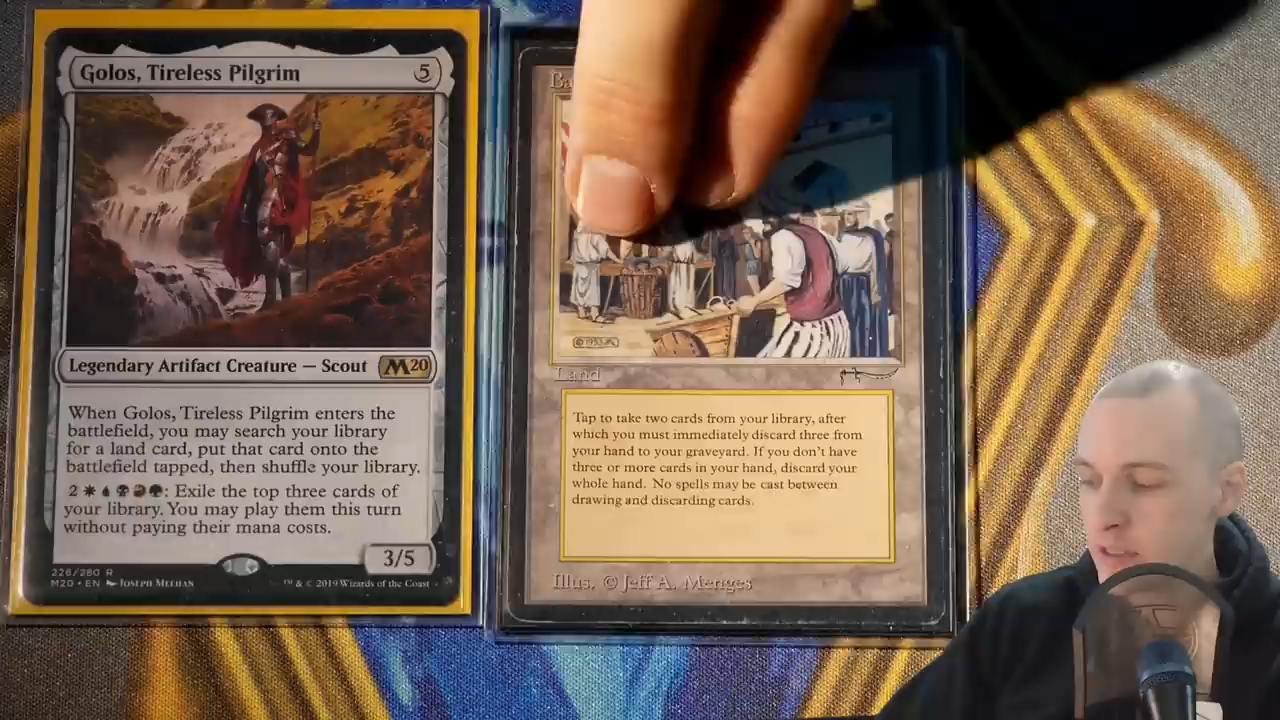 Golos, Tireless Pilgrim 5
Legendary Artifact Creature — Scout M20
When Golos, Tireless Pilgrim enters the
battlefield, you may search your library
for a land card, put that card onto the
battlefield tapped, then shuffle your library.
2 : Exile the top three cards of
your library. You may play them this turn
without paying their mana costs.
3/5
226/280 R
M20 • EN Joseph Meehan
™ & © 2019 Wizards of the Coast
Ba
Land
Tap to take two cards from your library, after
which you must immediately discard three from
your hand to your graveyard. If you don't have
three or more cards in your hand, discard your
whole hand. No spells may be cast between
drawing and discarding cards.
Illus. © Jeff A. Menges